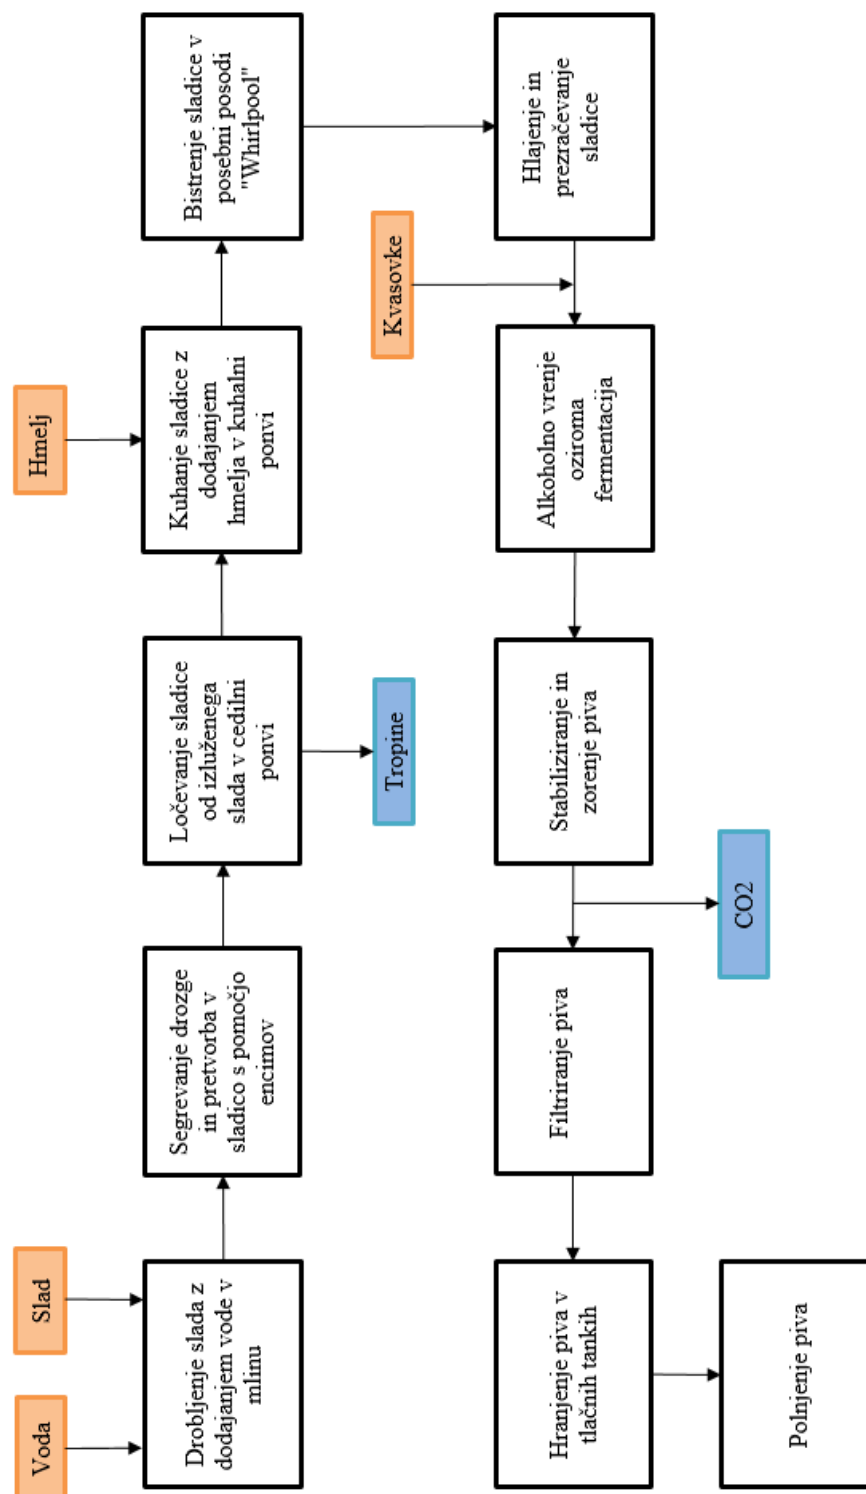 Voda
Slad
Hmelj
Drobljenje slada z
dodajanjem vode v
mlinu
Segrevanje drozge
in pretvorba v
sladico s pomočjo
encimov
Ločevanje sladice
od izluženega
slada v cedilni
ponvi
Kuhanje sladice z
dodajanjem
hmelja v kuhalni
ponvi
Bistrenje sladice v
posebni posodi
"Whirlpool"
Tropine
Kvasovke
Hlajenje in
prezračevanje
sladice
Alkoholno vrenje
oziroma
fermentacija
Stabiliziranje in
zorenje piva
Filtriranje piva
Hranjenje piva v
tlačnih tankih
CO2
Polnjenje piva